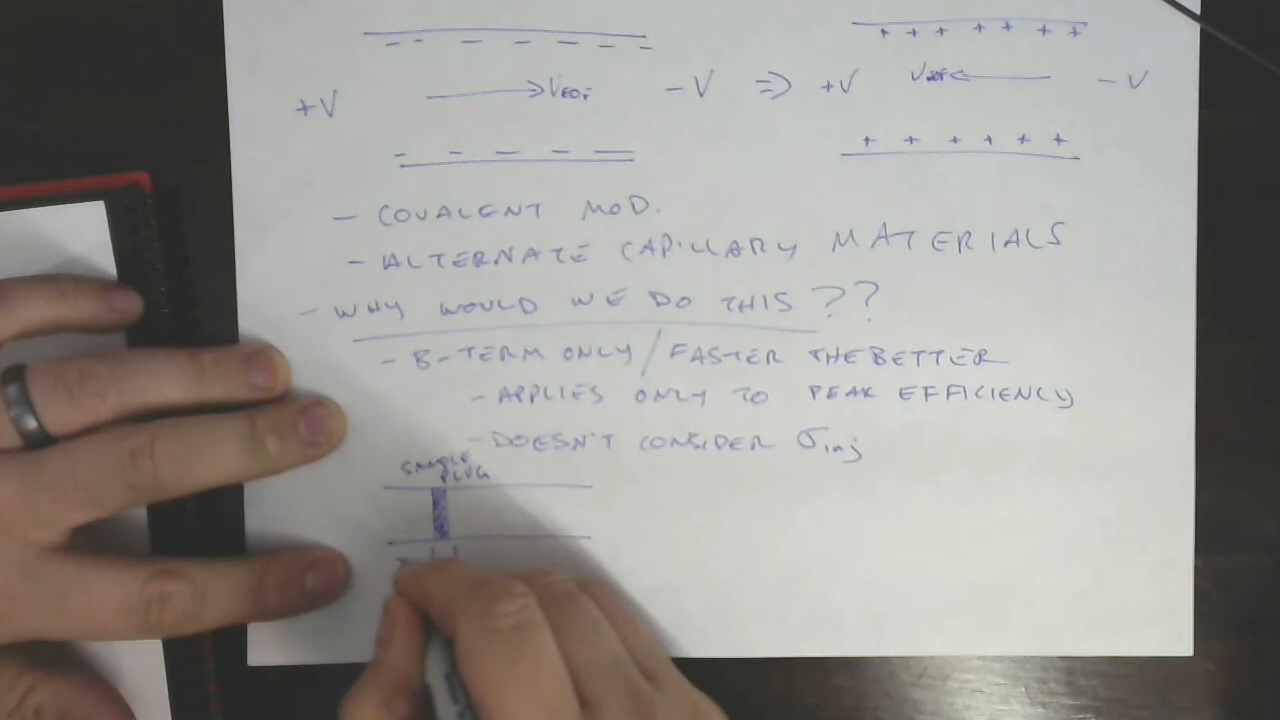 - - - - - - -
+ + + + + + +
+V → VEOF -V ⇒ +V ← -V
- - - - -
+ + + + + +
- COVALENT MOD.
- ALTERNATE CAPILLARY MATERIALS
- WHY WOULD WE DO THIS ??
- B-TERM ONLY / FASTER THE BETTER
- APPLIES ONLY TO PEAK EFFICIENCY
- DOESN'T CONSIDER σinj
SAMPLE
PLUG